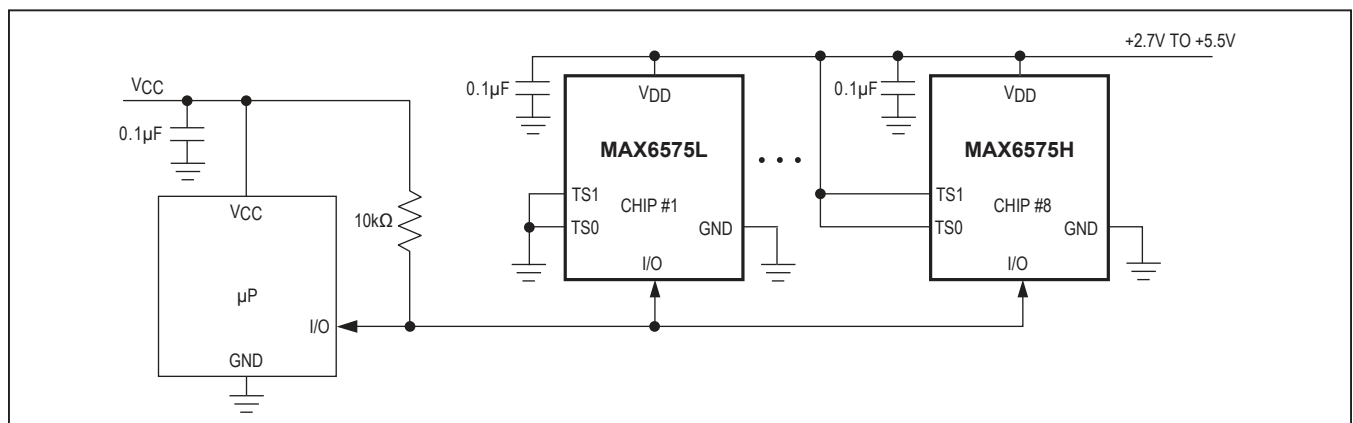 +2.7V TO +5.5V
VCC
0.1µF
0.1µF
0.1µF
VDD
VDD
MAX6575L
MAX6575H
• • •
VCC
10kΩ
TS1
CHIP #1
TS0
GND
I/O
TS1
CHIP #8
TS0
GND
I/O
µP
I/O
GND